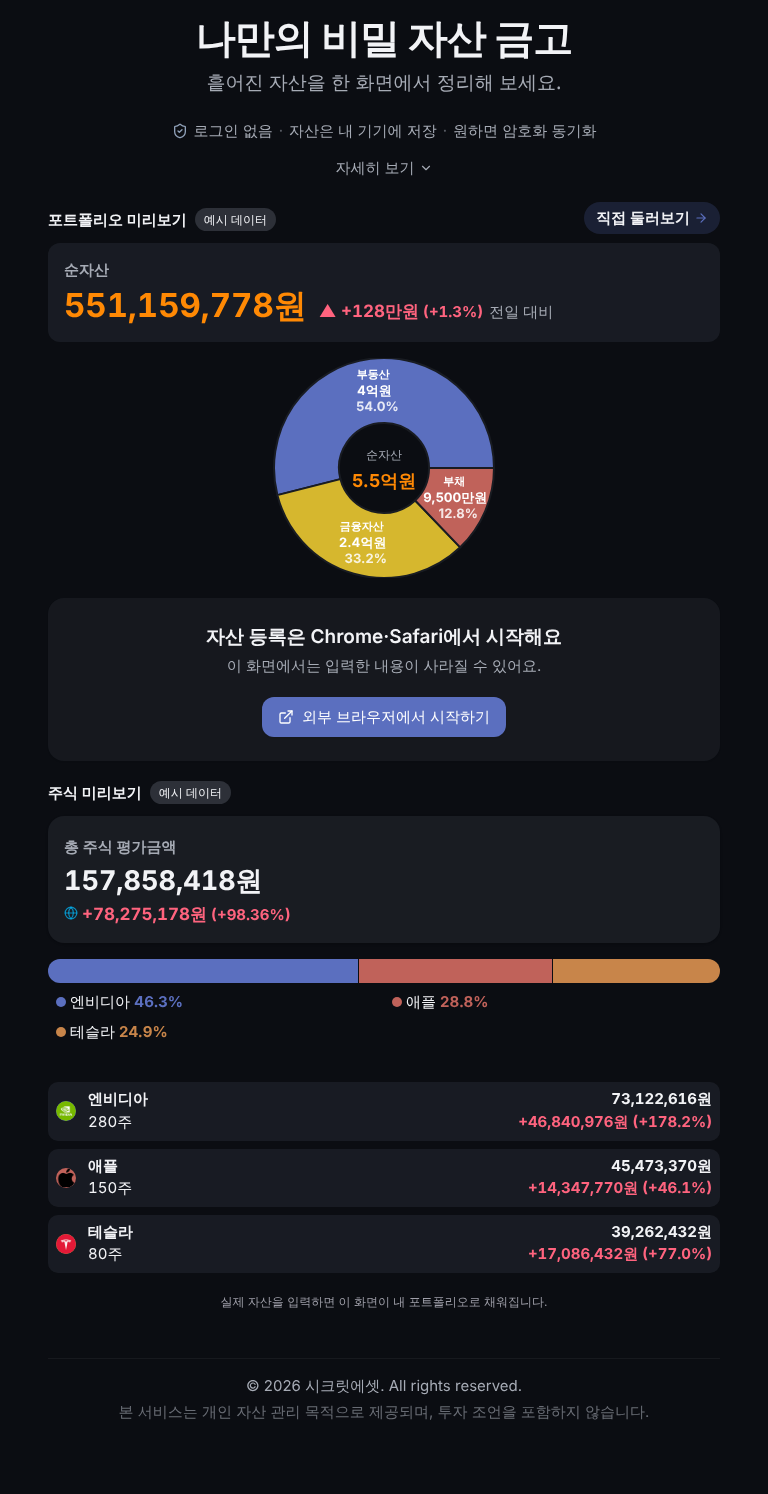 나만의 비밀 자산 금고
흩어진 자산을 한 화면에서 정리해 보세요.
로그인 없음 · 자산은 내 기기에 저장 · 원하면 암호화 동기화
자세히 보기
포트폴리오 미리보기 예시 데이터 직접 둘러보기
순자산
551,159,778원 ▲ +128만원 (+1.3%) 전일 대비
부동산
4억원
54.0%
순자산
5.5억원
부채
9,500만원
12.8%
금융자산
2.4억원
33.2%
자산 등록은 Chrome·Safari에서 시작해요
이 화면에서는 입력한 내용이 사라질 수 있어요.
외부 브라우저에서 시작하기
주식 미리보기 예시 데이터
총 주식 평가금액
157,858,418원
+78,275,178원 (+98.36%)
엔비디아 46.3% 애플 28.8%
테슬라 24.9%
엔비디아 73,122,616원
280주 +46,840,976원 (+178.2%)
애플 45,473,370원
150주 +14,347,770원 (+46.1%)
테슬라 39,262,432원
80주 +17,086,432원 (+77.0%)
실제 자산을 입력하면 이 화면이 내 포트폴리오로 채워집니다.
© 2026 시크릿에셋. All rights reserved.
본 서비스는 개인 자산 관리 목적으로 제공되며, 투자 조언을 포함하지 않습니다.